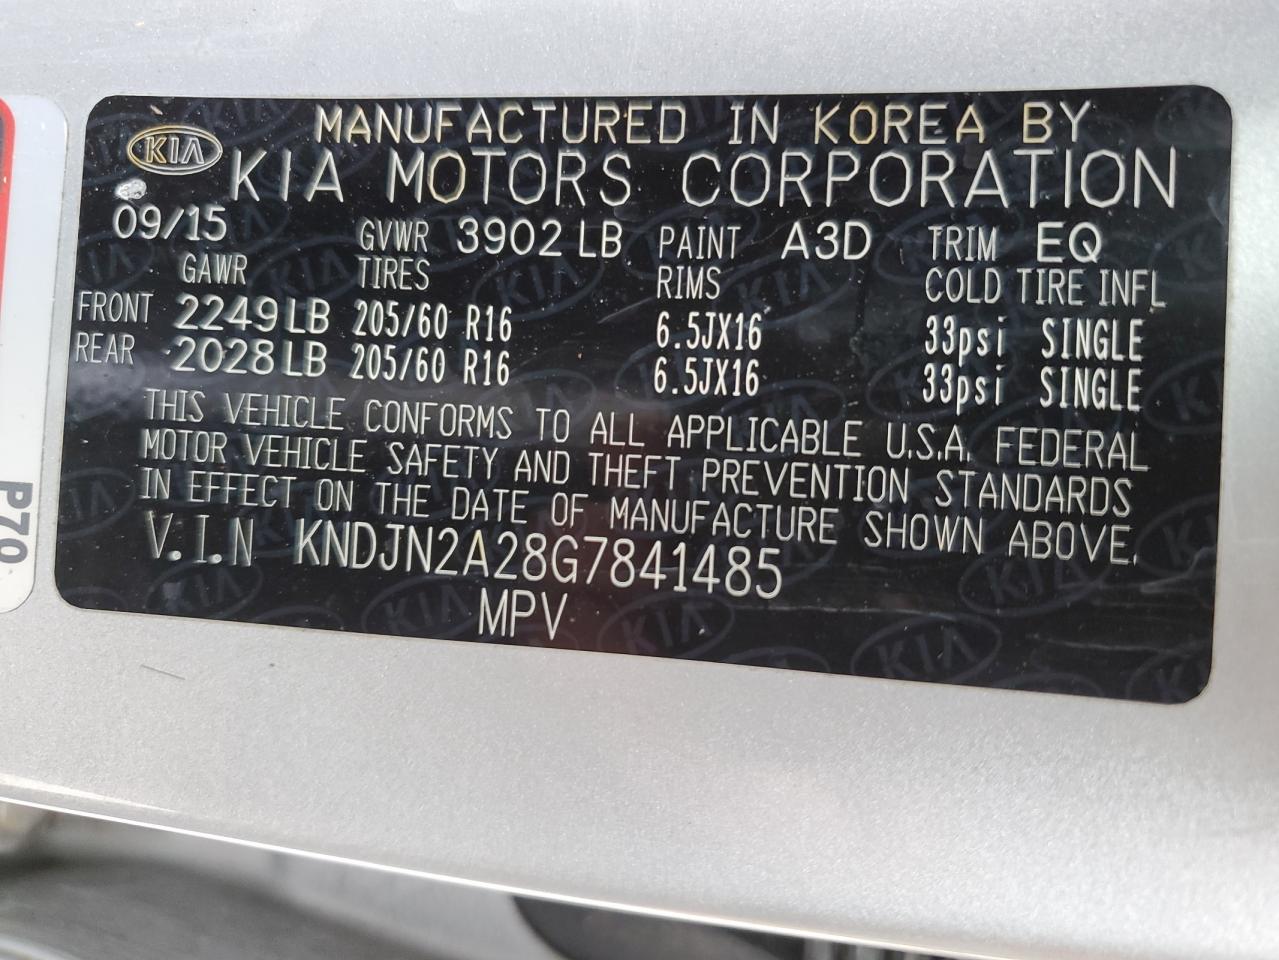 MANUFACTURED IN KOREA BY
KIA
KIA MOTORS CORPORATION
09/15 GVWR 3902 LB PAINT A3D TRIM EQ
GAWR TIRES RIMS COLD TIRE INFL
FRONT 2249 LB 205/60 R16 6.5JX16 33psi SINGLE
REAR 2028 LB 205/60 R16 6.5JX16 33psi SINGLE
THIS VEHICLE CONFORMS TO ALL APPLICABLE U.S.A. FEDERAL
MOTOR VEHICLE SAFETY AND THEFT PREVENTION STANDARDS
IN EFFECT ON THE DATE OF MANUFACTURE SHOWN ABOVE.
V.I.N KNDJN2A28G7841485
MPV
P79